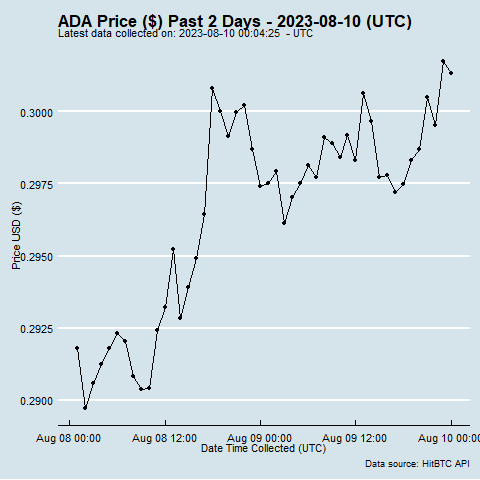 ADA Price ($) Past 2 Days - 2023-08-10 (UTC)
Latest data collected on: 2023-08-10 00:04:25 - UTC
0.3000
0.2975
0.2950
0.2925
0.2900
Price USD ($)
Aug 08 00:00 Aug 08 12:00 Aug 09 00:00 Aug 09 12:00 Aug 10 00:00
Date Time Collected (UTC)
Data source: HitBTC API